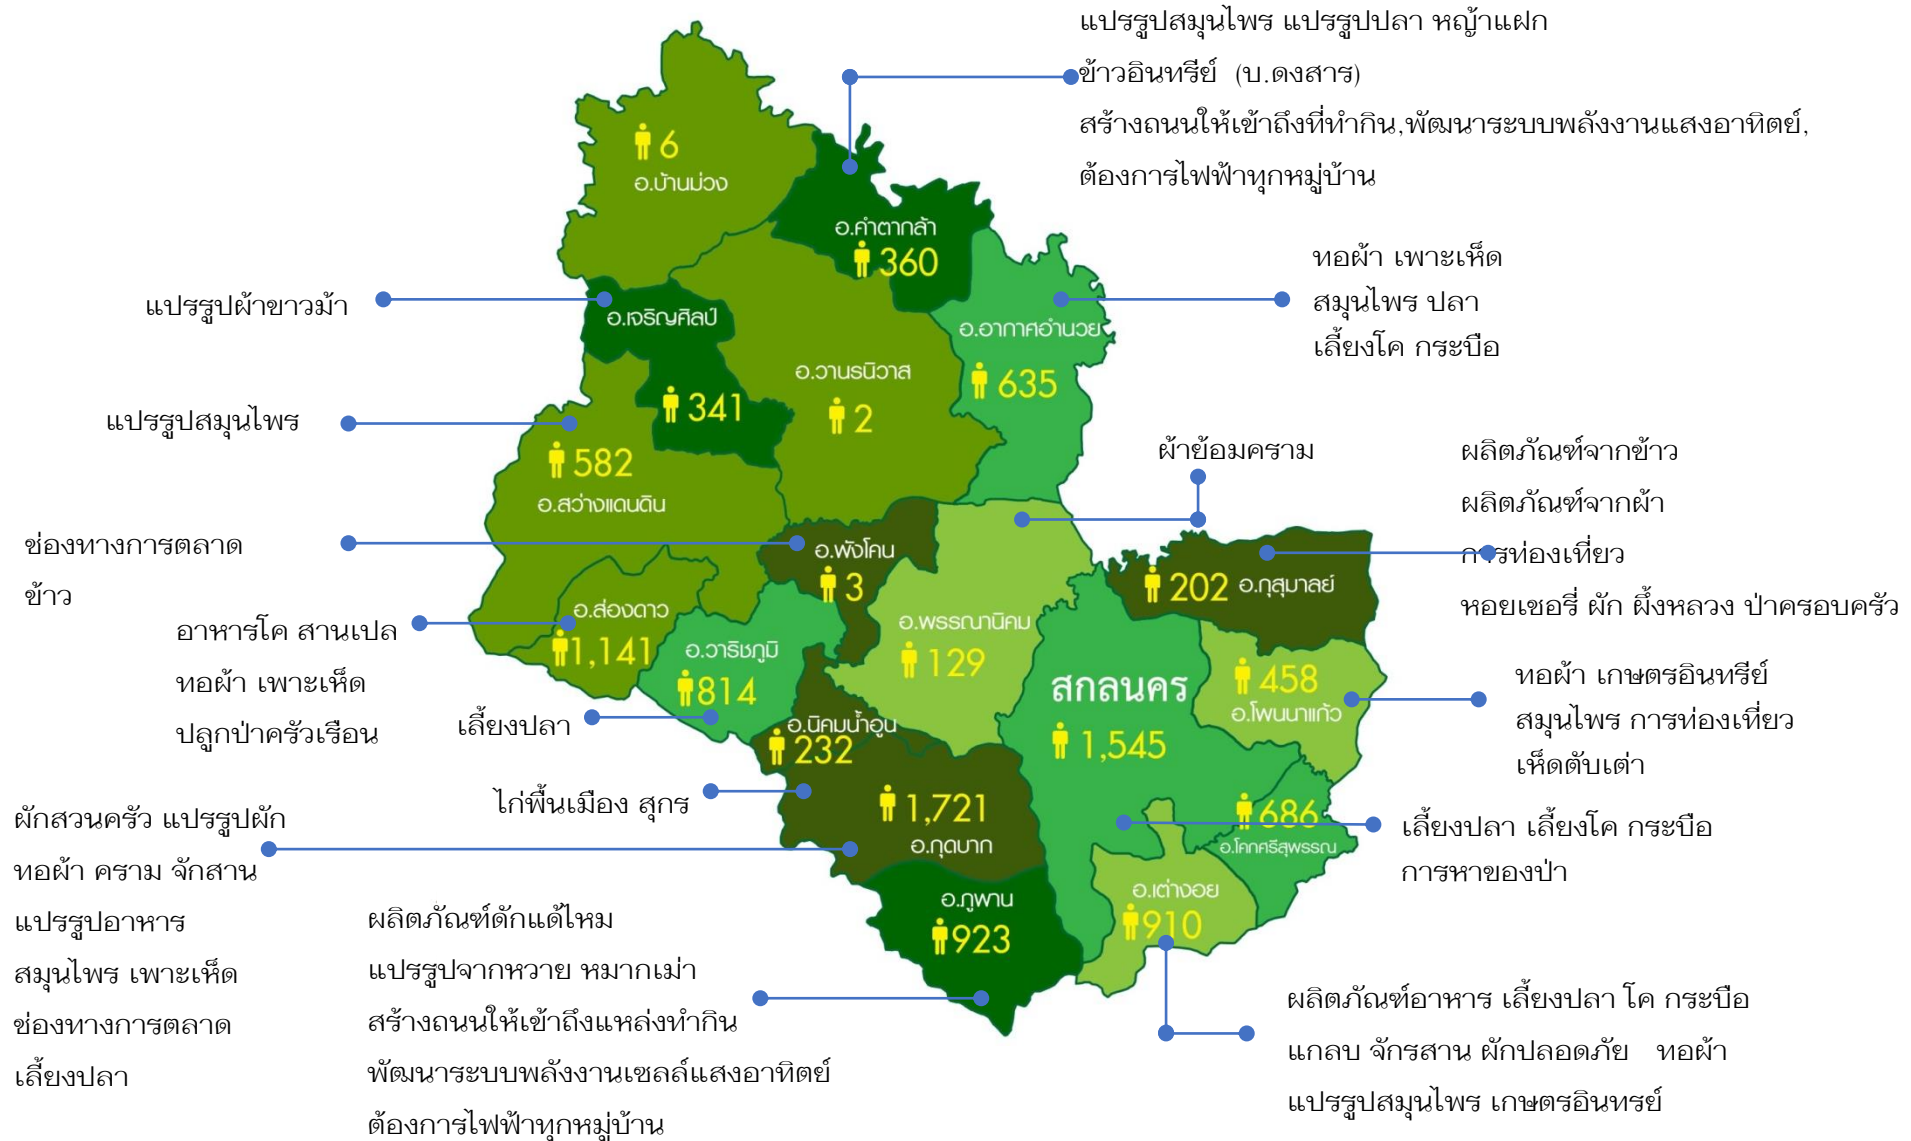 แปรรูปสมุนไพร แปรรูปปลา หญ้าแฝก
ข้าวอินทรีย์ (บ.ดงสาร)
สร้างถนนให้เข้าถึงที่ทำกิน,พัฒนาระบบพลังงานแสงอาทิตย์,
ต้องการไฟฟ้าทุกหมู่บ้าน
6
อ.บ้านม่วง
อ.คำตากล้า
360
ทอผ้า เพาะเห็ด
สมุนไพร ปลา
เลี้ยงโค กระบือ
แปรรูปผ้าขาวม้า
อ.เจริญศิลป์
341
อ.อากาศอำนวย
635
อ.วานรนิวาส
2
แปรรูปสมุนไพร
582
อ.สว่างแดนดิน
ผ้าย้อมคราม
ผลิตภัณฑ์จากข้าว
ผลิตภัณฑ์จากผ้า
การท่องเที่ยว
หอยเชอรี่ ผัก ผึ้งหลวง ป่าครอบครัว
ช่องทางการตลาด
ข้าว
อ.พังโคน
3
202 อ.กุสุมาลย์
อาหารโค สานเปล
ทอผ้า เพาะเห็ด
ปลูกป่าครัวเรือน
อ.ส่องดาว
1,141
อ.วาริชภูมิ
814
อ.พรรณานิคม
129
สกลนคร
1,545
458
อ.โพนนาแก้ว
ทอผ้า เกษตรอินทรีย์
สมุนไพร การท่องเที่ยว
เห็ดตับเต่า
เลี้ยงปลา
อ.นิคมน้ำอูน
232
ไก่พื้นเมือง สุกร
1,721
อ.กุดบาก
686
อ.โคกศรีสุพรรณ
เลี้ยงปลา เลี้ยงโค กระบือ
การหาของป่า
ผักสวนครัว แปรรูปผัก
ทอผ้า คราม จักสาน
แปรรูปอาหาร
สมุนไพร เพาะเห็ด
ช่องทางการตลาด
เลี้ยงปลา
อ.ภูพาน
923
อ.เต่างอย
910
ผลิตภัณฑ์ดักแด้ไหม
แปรรูปจากหวาย หมากเม่า
สร้างถนนให้เข้าถึงแหล่งทำกิน
พัฒนาระบบพลังงานเซลล์แสงอาทิตย์
ต้องการไฟฟ้าทุกหมู่บ้าน
ผลิตภัณฑ์อาหาร เลี้ยงปลา โค กระบือ
แกลบ จักรสาน ผักปลอดภัย ทอผ้า
แปรรูปสมุนไพร เกษตรอินทรย์